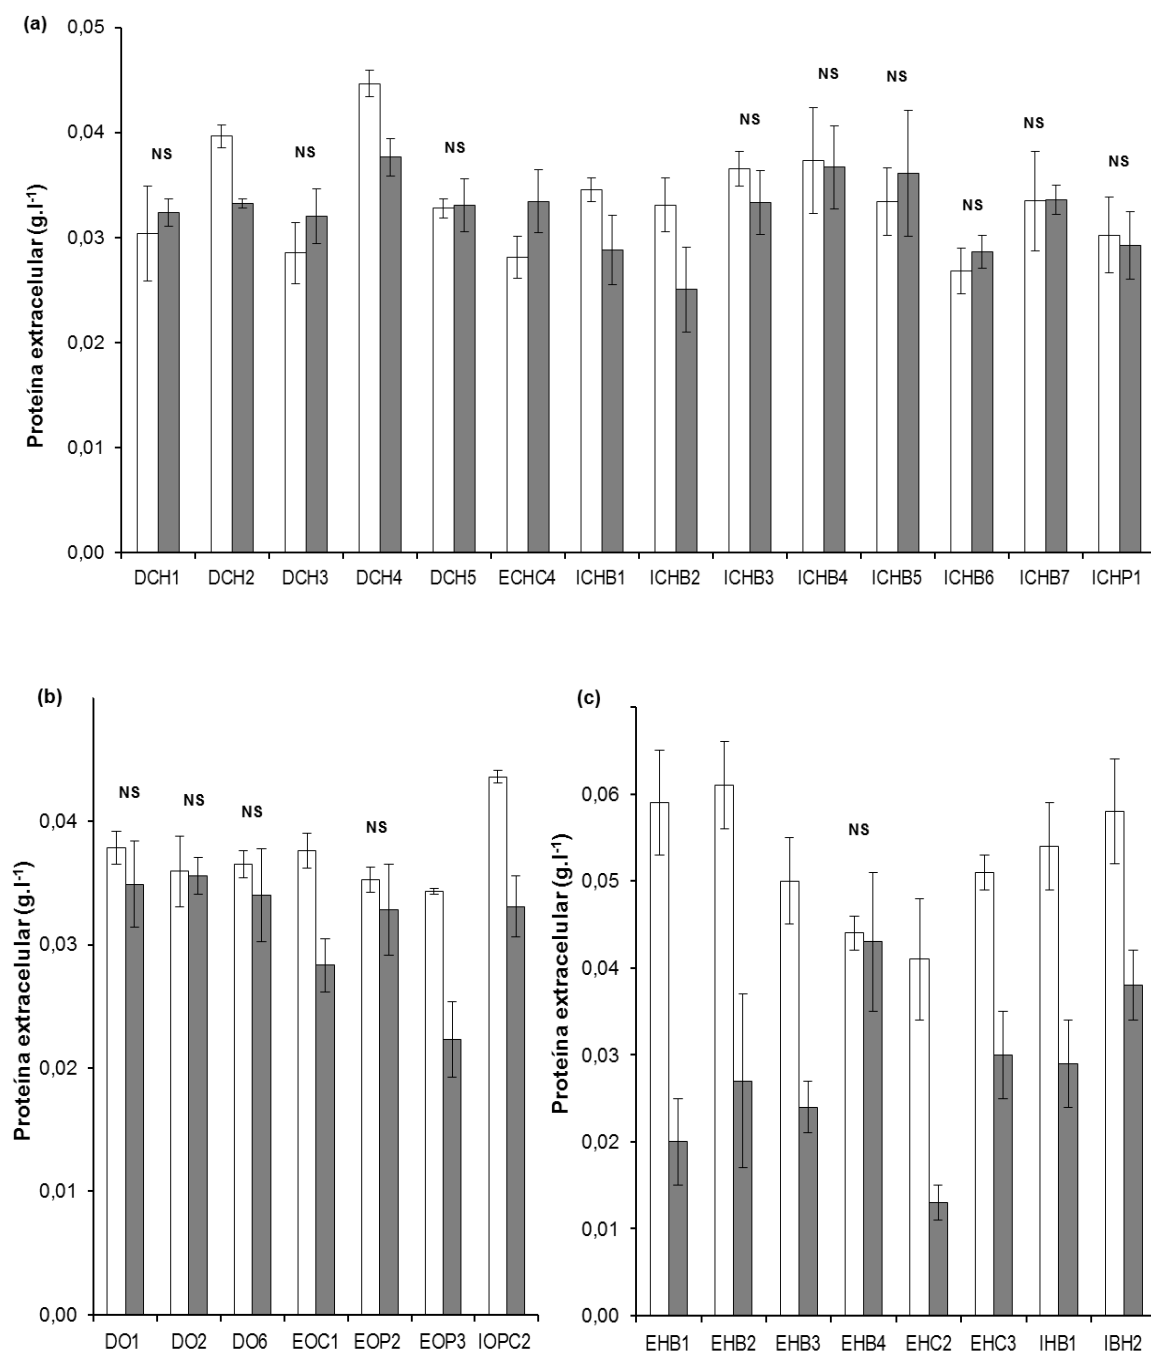 (a)
Proteína extracelular (g.l-1)
0,05
0,04
0,03
0,02
0,01
0,00
NS
NS
NS
NS
NS
NS
NS
NS
NS
DCH1 DCH2 DCH3 DCH4 DCH5 ECHC4 ICHB1 ICHB2 ICHB3 ICHB4 ICHB5 ICHB6 ICHB7 ICHP1
(b)
Proteína extracelular (g.l-1)
0,04
0,03
0,02
0,01
0,00
NS
NS
NS
NS
DO1 DO2 DO6 EOC1 EOP2 EOP3 IOPC2
(c)
Proteína extracelular (g.l-1)
0,06
0,05
0,04
0,03
0,02
0,01
0,00
NS
EHB1 EHB2 EHB3 EHB4 EHC2 EHC3 IHB1 IBH2